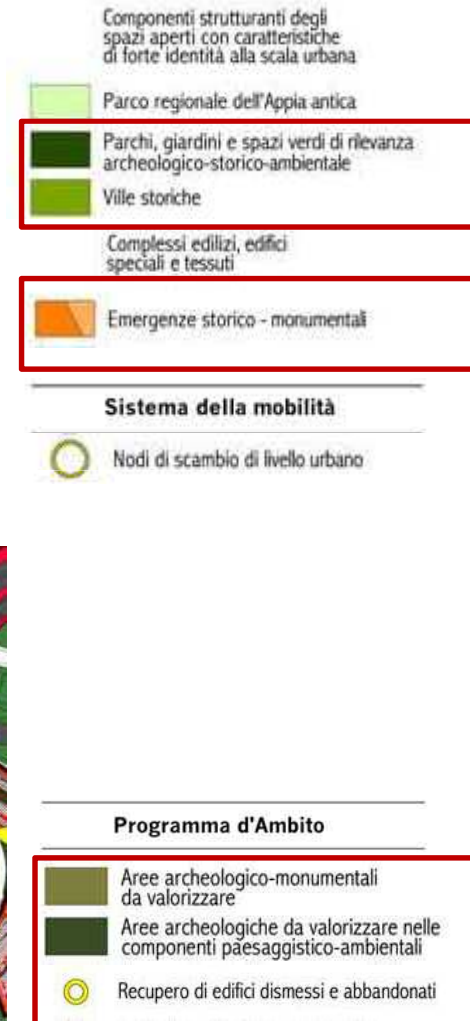 Componenti strutturanti degli
spazi aperti con caratteristiche
di forte identità alla scala urbana
Parco regionale dell'Appia antica
Parchi, giardini e spazi verdi di rilevanza
archeologico-storico-ambientale
Ville storiche
Complessi edilizi, edifici
speciali e tessuti
Emergenze storico - monumentali
Sistema della mobilità
Nodi di scambio di livello urbano
Programma d'Ambito
Aree archeologico-monumentali
da valorizzare
Aree archeologiche da valorizzare nelle
componenti paesaggistico-ambientali
Recupero di edifici dismessi e abbandonati